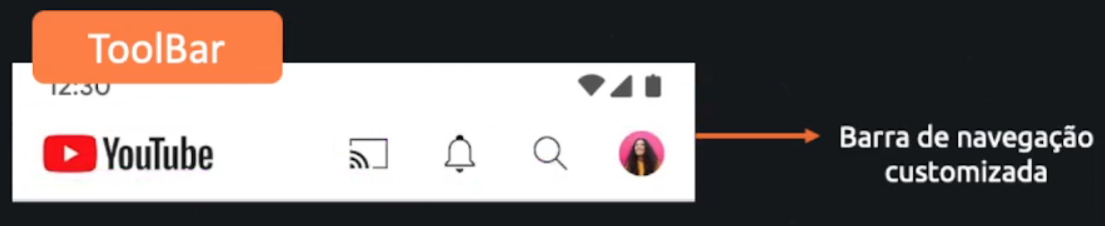 ToolBar
12:30
YouTube
Barra de navegação
customizada